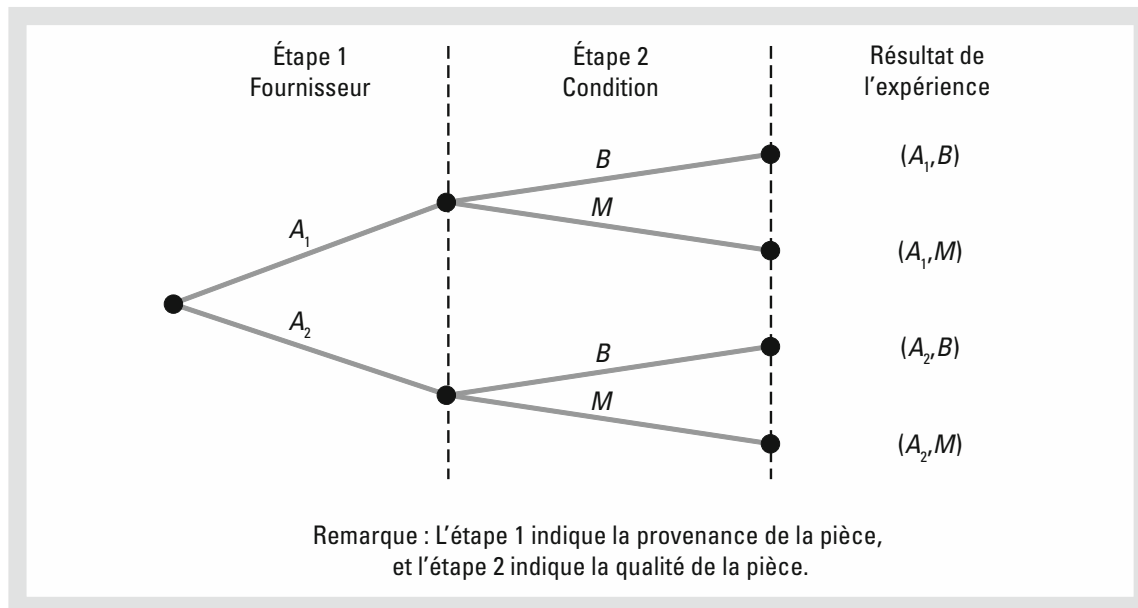 Étape 1
Fournisseur
Étape 2
Condition
Résultat de
l'expérience
A₁
A₂
B
M
B
M
(A₁,B)
(A₁,M)
(A₂,B)
(A₂,M)
Remarque : L'étape 1 indique la provenance de la pièce,
et l'étape 2 indique la qualité de la pièce.